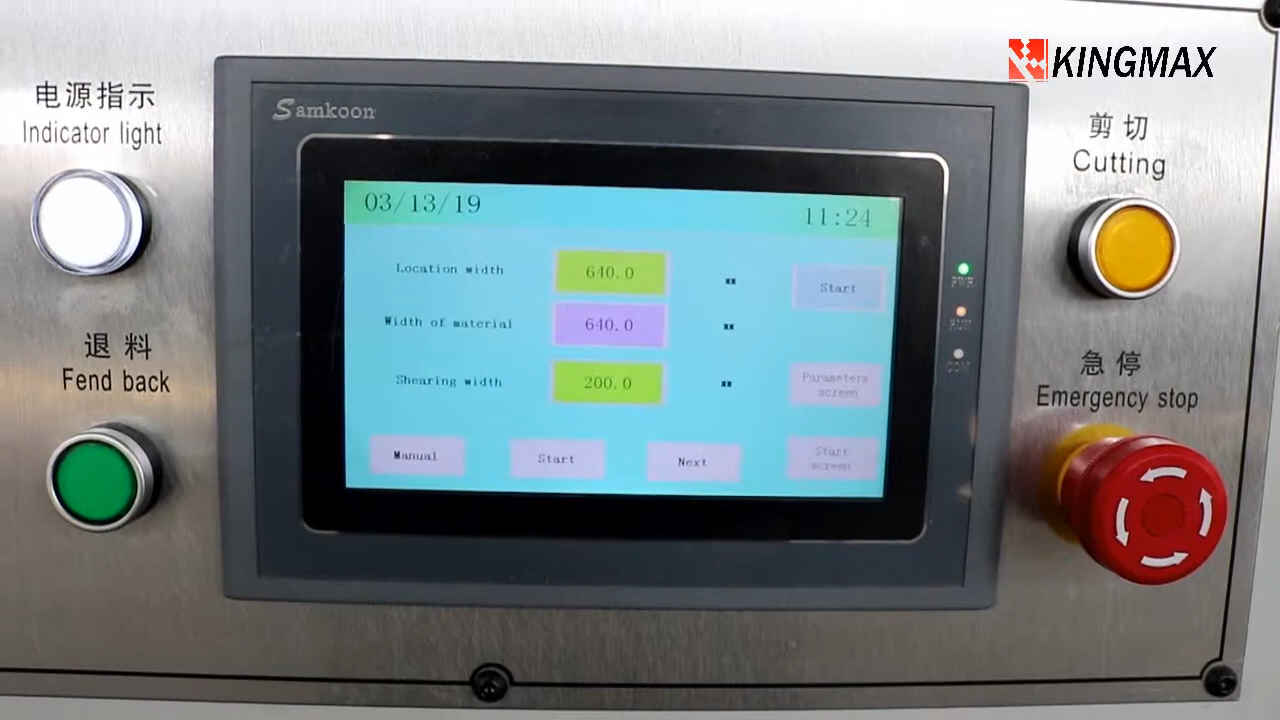 KINGMAX
电源指示
Indicator light
Samkoon
剪切
Cutting
03/13/19
11:24
Location width 640.0
Start
Width of material 640.0
PWR
RUN
退料
Fend back
Shearing width 200.0
Parameters
screen
COM
急停
Emergency stop
Manual
Start
Next
Start
screen